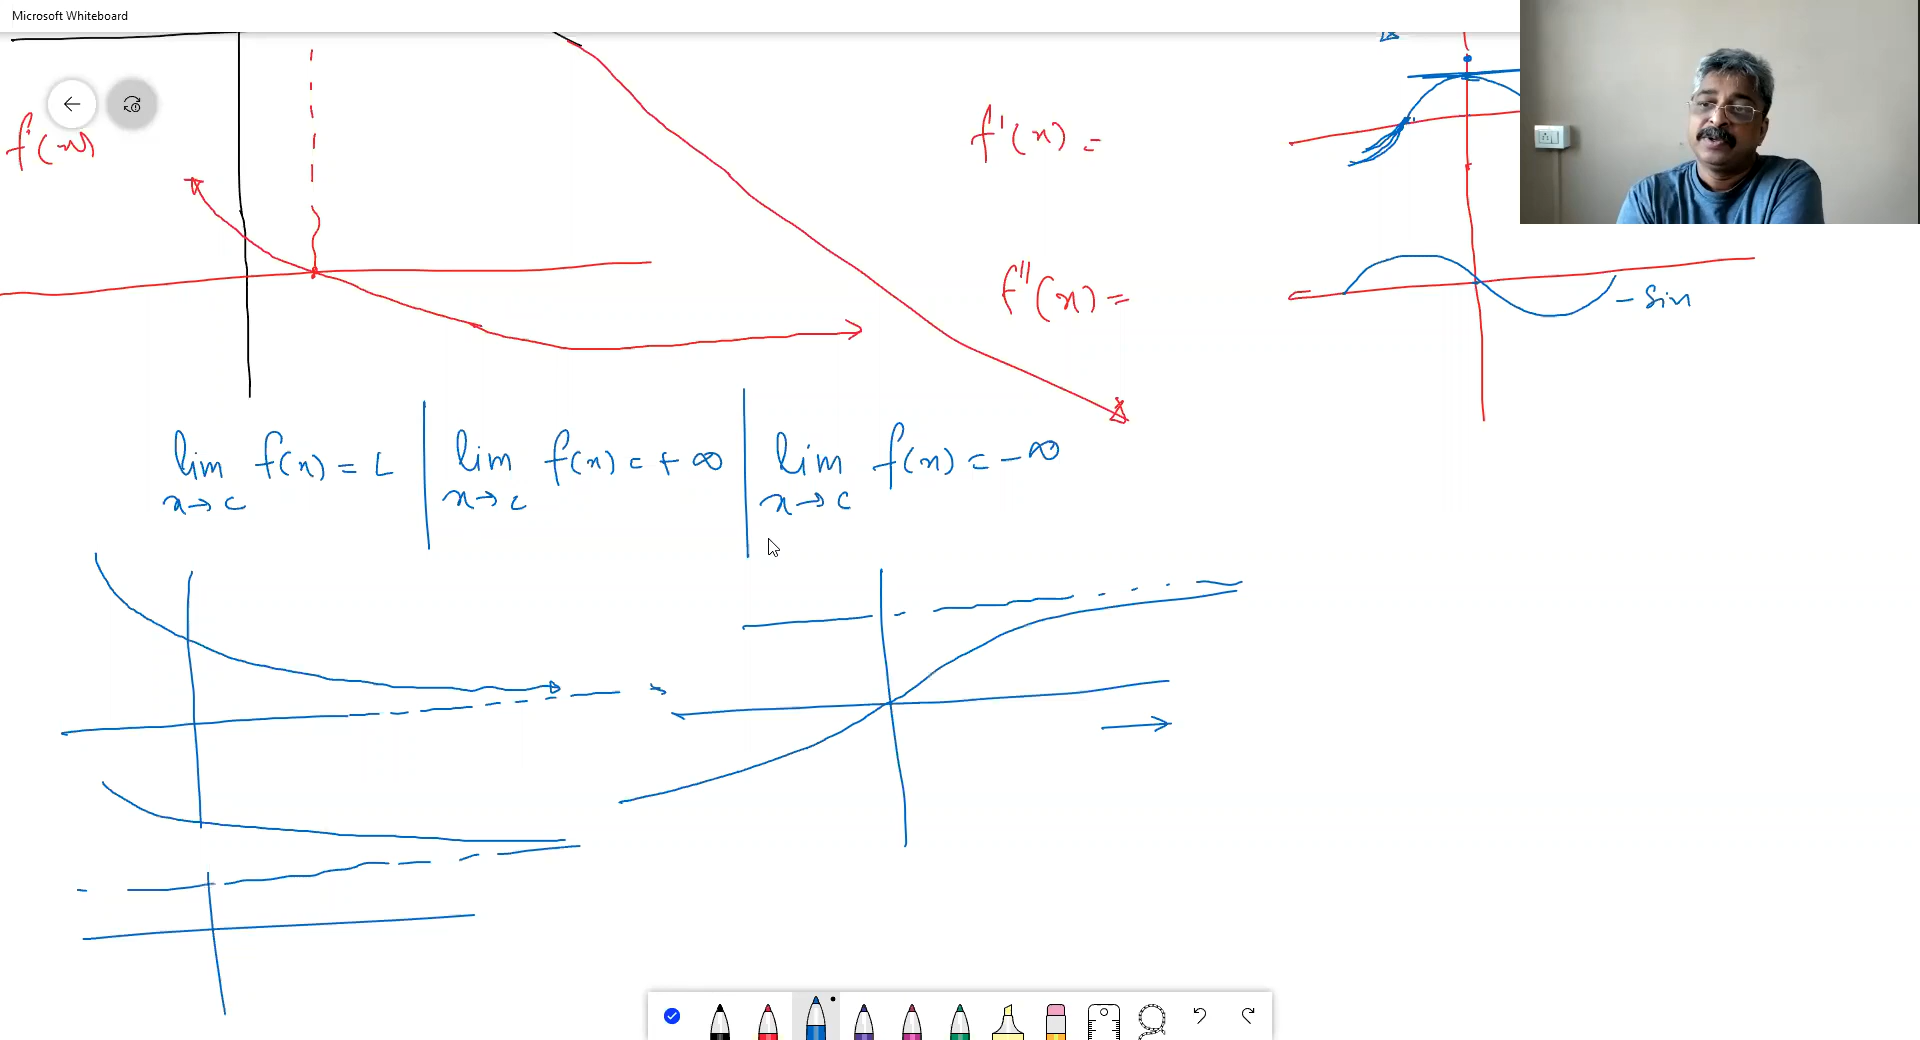 Microsoft Whiteboard
f(x)
f'(x) =
f''(x) =
- Sin
lim f(x) = L | lim f(x) = + ∞ | lim f(x) = - ∞
x→c x→c x→c